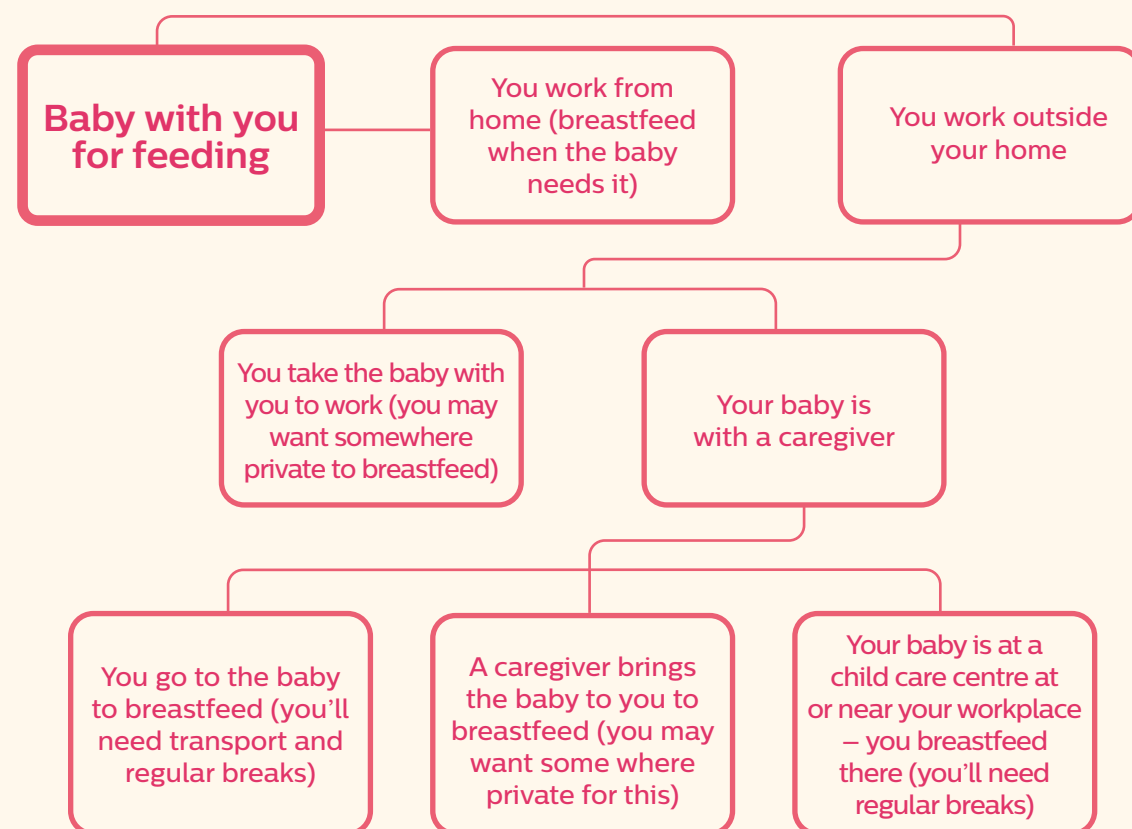 Baby with you
for feeding
You work from
home (breastfeed
when the baby
needs it)
You work outside
your home
You take the baby with
you to work (you may
want somewhere
private to breastfeed)
Your baby is
with a caregiver
You go to the baby
to breastfeed (you’ll
need transport and
regular breaks)
A caregiver brings
the baby to you to
breastfeed (you may
want some where
private for this)
Your baby is at a
child care centre at
or near your workplace
– you breastfeed
there (you’ll need
regular breaks)